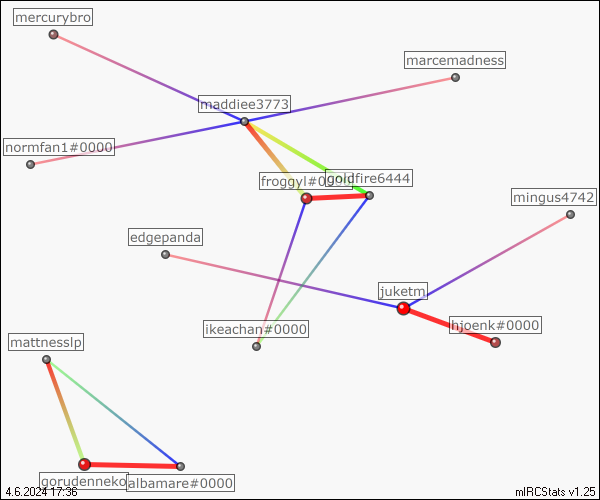 mercurybro
marcemadness
maddiee3773
normfan1#0000
froggyl#0
goldfire6444
mingus4742
edgepanda
juketm
hjoenk#0000
ikeachan#0000
mattnesslp
gorudenneko
albamare#0000
4.6.2024 17:36
mIRCStats v1.25